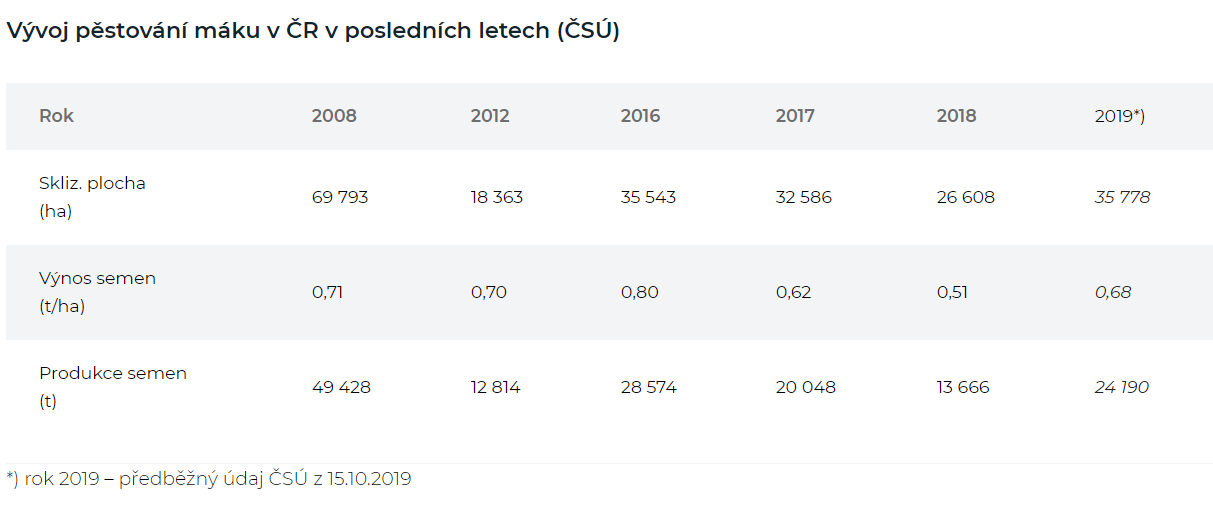 Vývoj pěstování máku v ČR v posledních letech (ČSÚ)
Rok 2008 2012 2016 2017 2018 2019*)
Skliz. plocha
(ha) 69 793 18 363 35 543 32 586 26 608 35 778
Výnos semen
(t/ha) 0,71 0,70 0,80 0,62 0,51 0,68
Produkce semen
(t) 49 428 12 814 28 574 20 048 13 666 24 190
*) rok 2019 – předběžný údaj ČSÚ z 15.10.2019